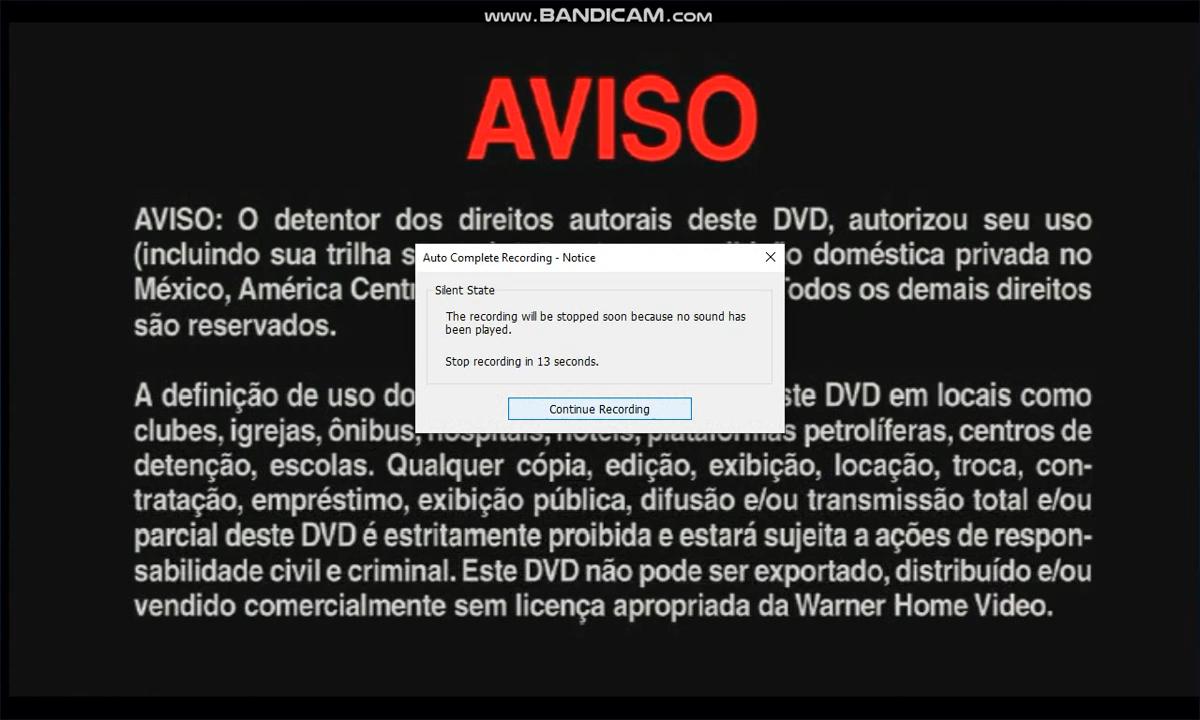 www.BANDICAM.com
AVISO
AVISO: O detentor dos direitos autorais deste DVD, autorizou seu uso
(incluindo sua trilha doméstica privada no
México, América odos os demais direitos
são reservados.
Auto Complete Recording - Notice
Silent State
The recording will be stopped soon because no sound has
been played.
Stop recording in 13 seconds.
Continue Recording
A definição de uso DVD em locais como
clubes, igrejas, ônibus, hospitais, hotéis, plataformas petrolíferas, centros de
detenção, escolas. Qualquer cópia, edição, exibição, locação, troca, con-
tratação, empréstimo, exibição pública, difusão e/ou transmissão total e/ou
parcial deste DVD é estritamente proibida e estará sujeita a ações de respon-
sabilidade civil e criminal. Este DVD não pode ser exportado, distribuído e/ou
vendido comercialmente sem licença apropriada da Warner Home Video.